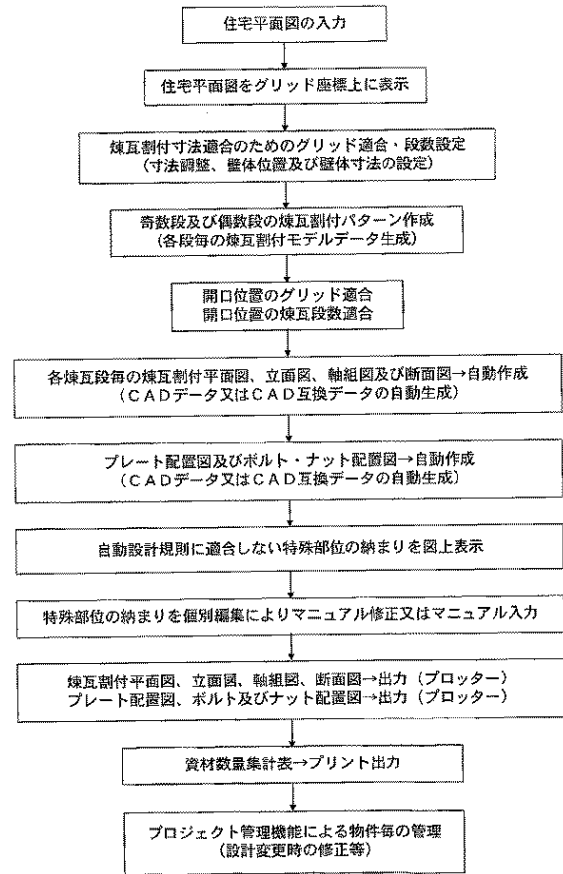 住宅平面図の入力
住宅平面図をグリッド座標上に表示
煉瓦割付寸法適合のためのグリッド適合・段数設定
(寸法調整、壁体位置及び壁体寸法の設定)
奇数段及び偶数段の煉瓦割付パターン作成
(各段毎の煉瓦割付モデルデータ生成)
開口位置のグリッド適合
開口位置の煉瓦段数適合
各煉瓦段毎の煉瓦割付平面図、立面図、軸組図及び断面図→自動作成
(CADデータ又はCAD互換データの自動生成)
プレート配置図及びボルト・ナット配置図→自動作成
(CADデータ又はCAD互換データの自動生成)
自動設計規則に適合しない特殊部位の納まりを図上表示
特殊部位の納まりを個別編集によりマニュアル修正又はマニュアル入力
煉瓦割付平面図、立面図、軸組図、断面図→出力(プロッター)
プレート配置図、ボルト及びナット配置図→出力(プロッター)
資材数量集計表→プリント出力
プロジェクト管理機能による物件毎の管理
(設計変更時の修正等)